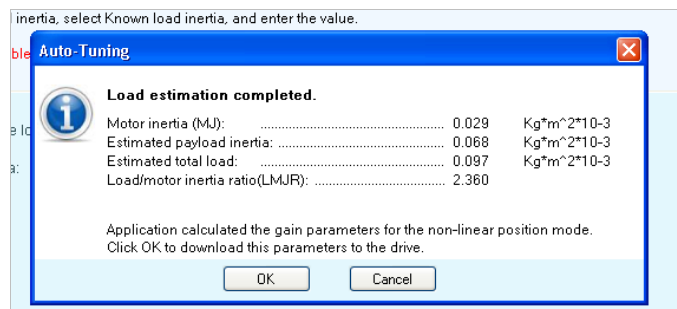 inertia, select Known load inertia, and enter the value.
ble
Auto-Tuning
Load estimation completed.
Motor inertia (MJ): ............................................... 0.029 Kg*m^2*10-3
e lo
Estimated payload inertia: .......................................... 0.068 Kg*m^2*10-3
Estimated total load: .................................................... 0.097 Kg*m^2*10-3
a:
Load/motor inertia ratio(LMJR): ................................. 2.360
Application calculated the gain parameters for the non-linear position mode.
Click OK to download this parameters to the drive.
OK Cancel